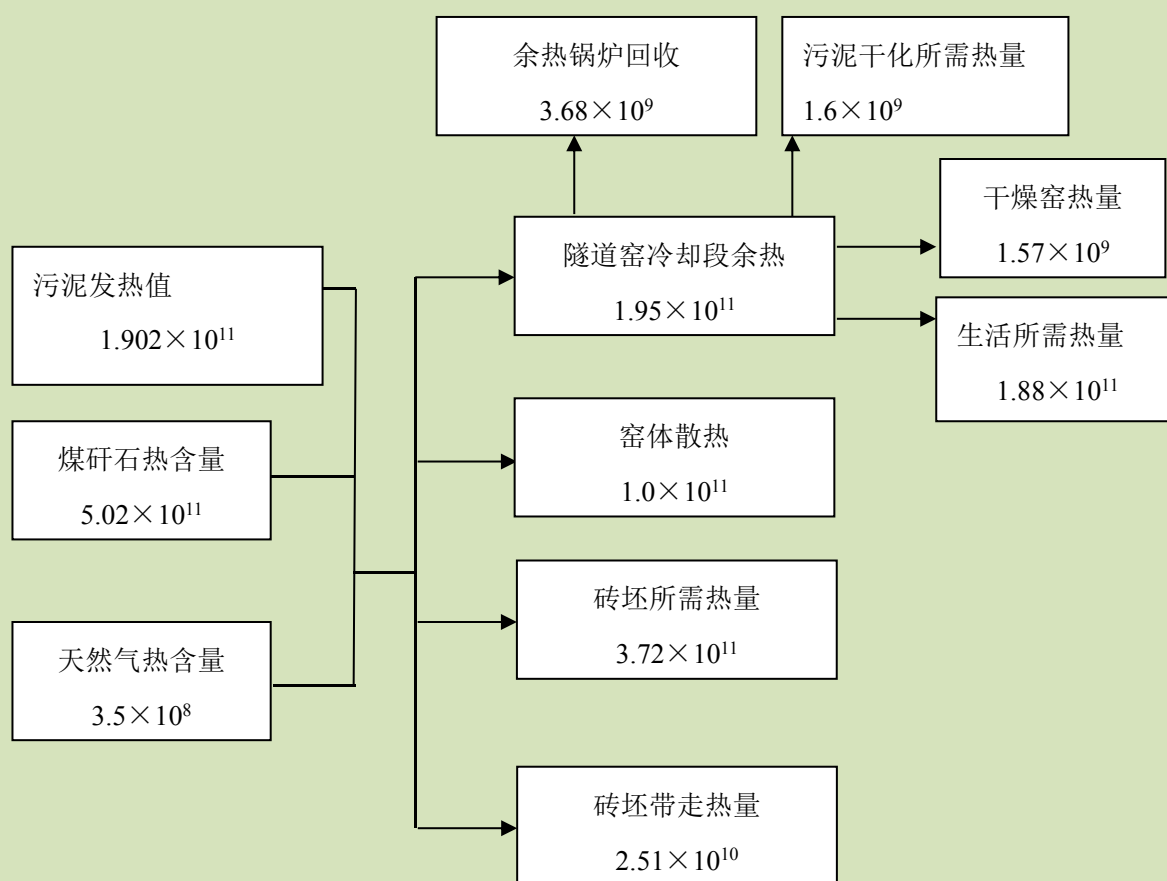 余热锅炉回收
3.68×10⁹
污泥干化所需热量
1.6×10⁹
干燥窑热量
1.57×10⁹
隧道窑冷却段余热
1.95×10¹¹
污泥发热值
1.902×10¹¹
生活所需热量
1.88×10¹¹
煤矸石热含量
5.02×10¹¹
窑体散热
1.0×10¹¹
砖坯所需热量
3.72×10¹¹
天然气热含量
3.5×10⁸
砖坯带走热量
2.51×10¹⁰